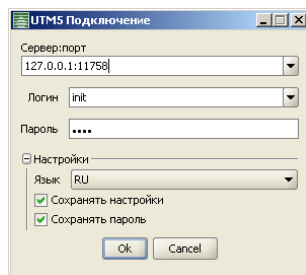 UTM5 Подключение
Сервер:порт
127.0.0.1:11758
Логин init
Пароль ••••
Настройки
Язык RU
Сохранять настройки
Сохранять пароль
Ok Cancel